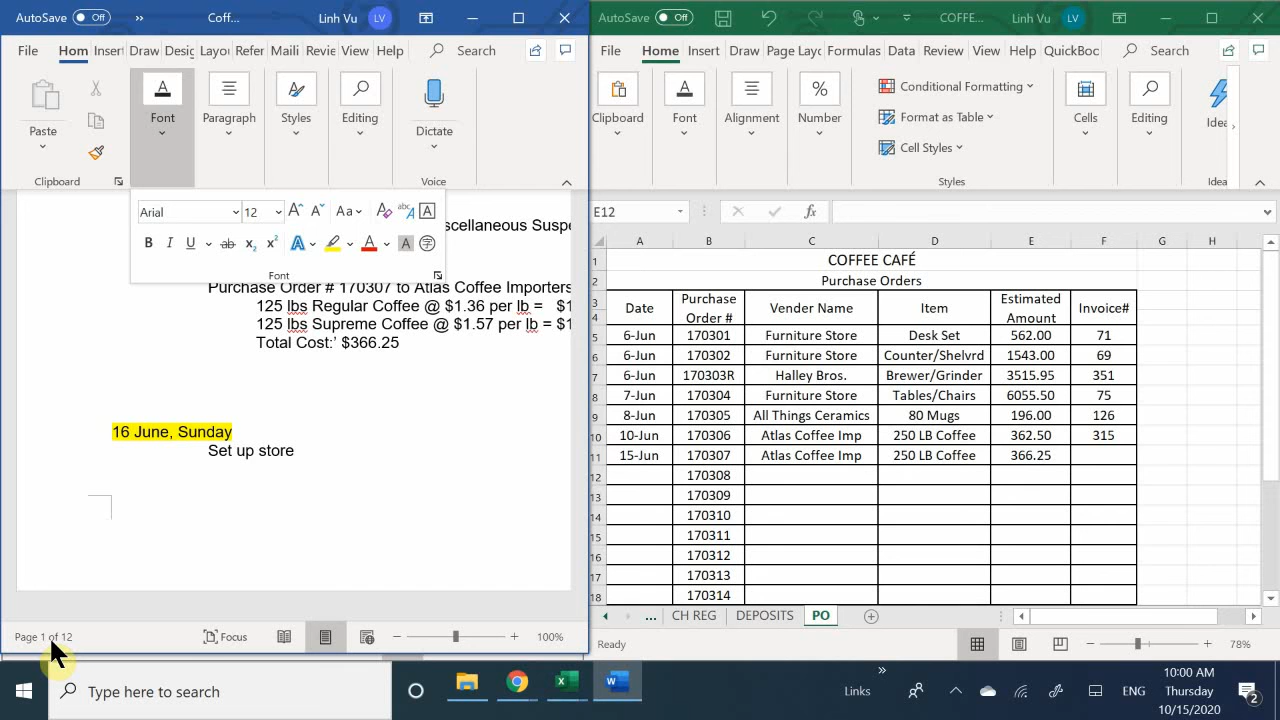 AutoSave Off » Coff... Linh Vu LV
File Hom Insert Draw Desig Layou Refer Maili Revie View Help Search
Paste Font Paragraph Styles Editing Dictate
Clipboard Voice
Arial 12 Aa abc A
B I U ab x2 x2 A A A
Font
scellaneous Suspe
Purchase Order # 170307 to Atlas Coffee Importers
125 lbs Regular Coffee @ $1.36 per lb = $1
125 lbs Supreme Coffee @ $1.57 per lb = $1
Total Cost:’ $366.25
16 June, Sunday
Set up store
Page 1 of 12 Focus 100%
AutoSave Off COFFE... Linh Vu LV
File Home Insert Draw Page Layc Formulas Data Review View Help QuickBoc Search
Clipboard Font Alignment Number Conditional Formatting Format as Table Cell Styles Cells Editing Idea
Styles Idea
E12 fx
A B C D E F G H
1 COFFEE CAFÉ
2 Purchase Orders
3 Date Purchase Vender Name Item Estimated Invoice#
4 Order # Amount
5 6-Jun 170301 Furniture Store Desk Set 562.00 71
6 6-Jun 170302 Furniture Store Counter/Shelvrd 1543.00 69
7 6-Jun 170303R Halley Bros. Brewer/Grinder 3515.95 351
8 7-Jun 170304 Furniture Store Tables/Chairs 6055.50 75
9 8-Jun 170305 All Things Ceramics 80 Mugs 196.00 126
10 10-Jun 170306 Atlas Coffee Imp 250 LB Coffee 362.50 315
11 15-Jun 170307 Atlas Coffee Imp 250 LB Coffee 366.25
12 170308
13 170309
14 170310
15 170311
16 170312
17 170313
18 170314
... CH REG DEPOSITS PO
Ready 78%
Type here to search Links » ENG 10:00 AM
Thursday
10/15/2020 2